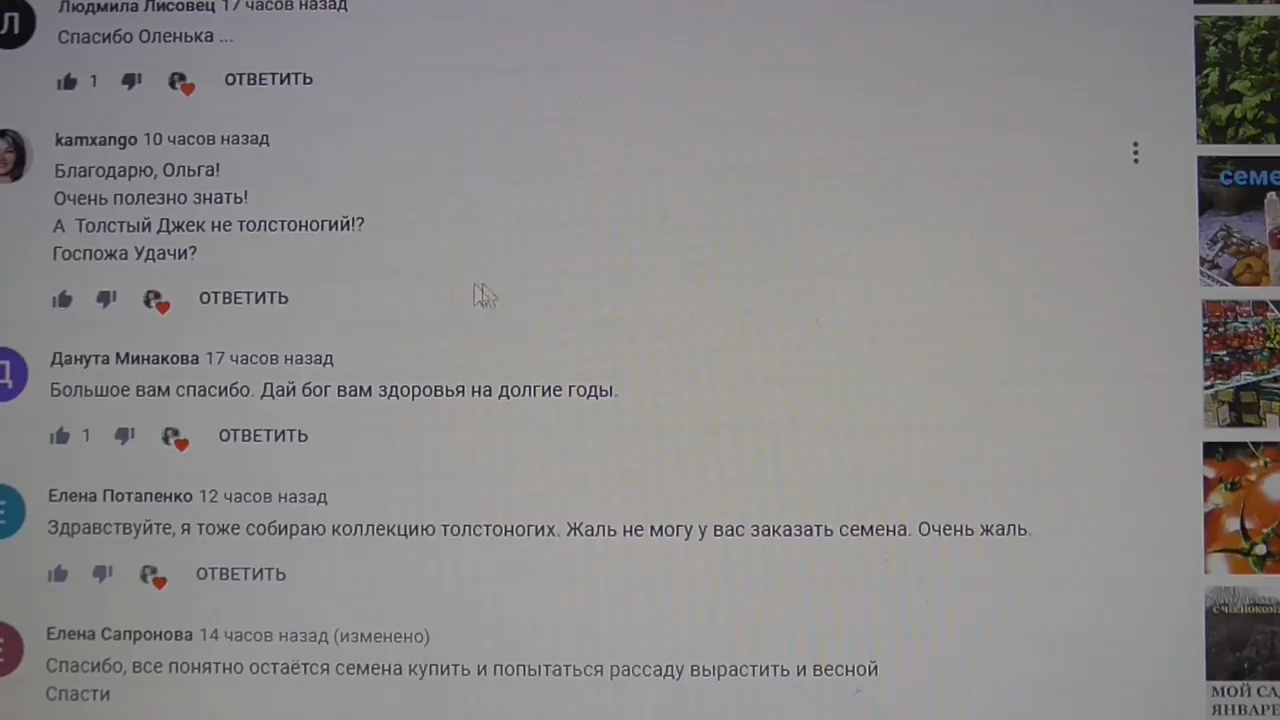 Людмила Лисовец 17 часов назад
Л
Спасибо Оленька ...
1 ОТВЕТИТЬ
kamxango 10 часов назад
Благодарю, Ольга!
Очень полезно знать!
А Толстый Джек не толстоногий!?
Госпожа Удачи?
ОТВЕТИТЬ
Данута Минакова 17 часов назад
Д
Большое вам спасибо. Дай бог вам здоровья на долгие годы.
1 ОТВЕТИТЬ
Елена Потапенко 12 часов назад
Е
Здравствуйте, я тоже собираю коллекцию толстоногих. Жаль не могу у вас заказать семена. Очень жаль.
ОТВЕТИТЬ
Елена Сапронова 14 часов назад (изменено)
Е
Спасибо, все понятно остаётся семена купить и попытаться рассаду вырастить и весной
Спасти
семе
МОЙ СА
ЯНВАРЕ